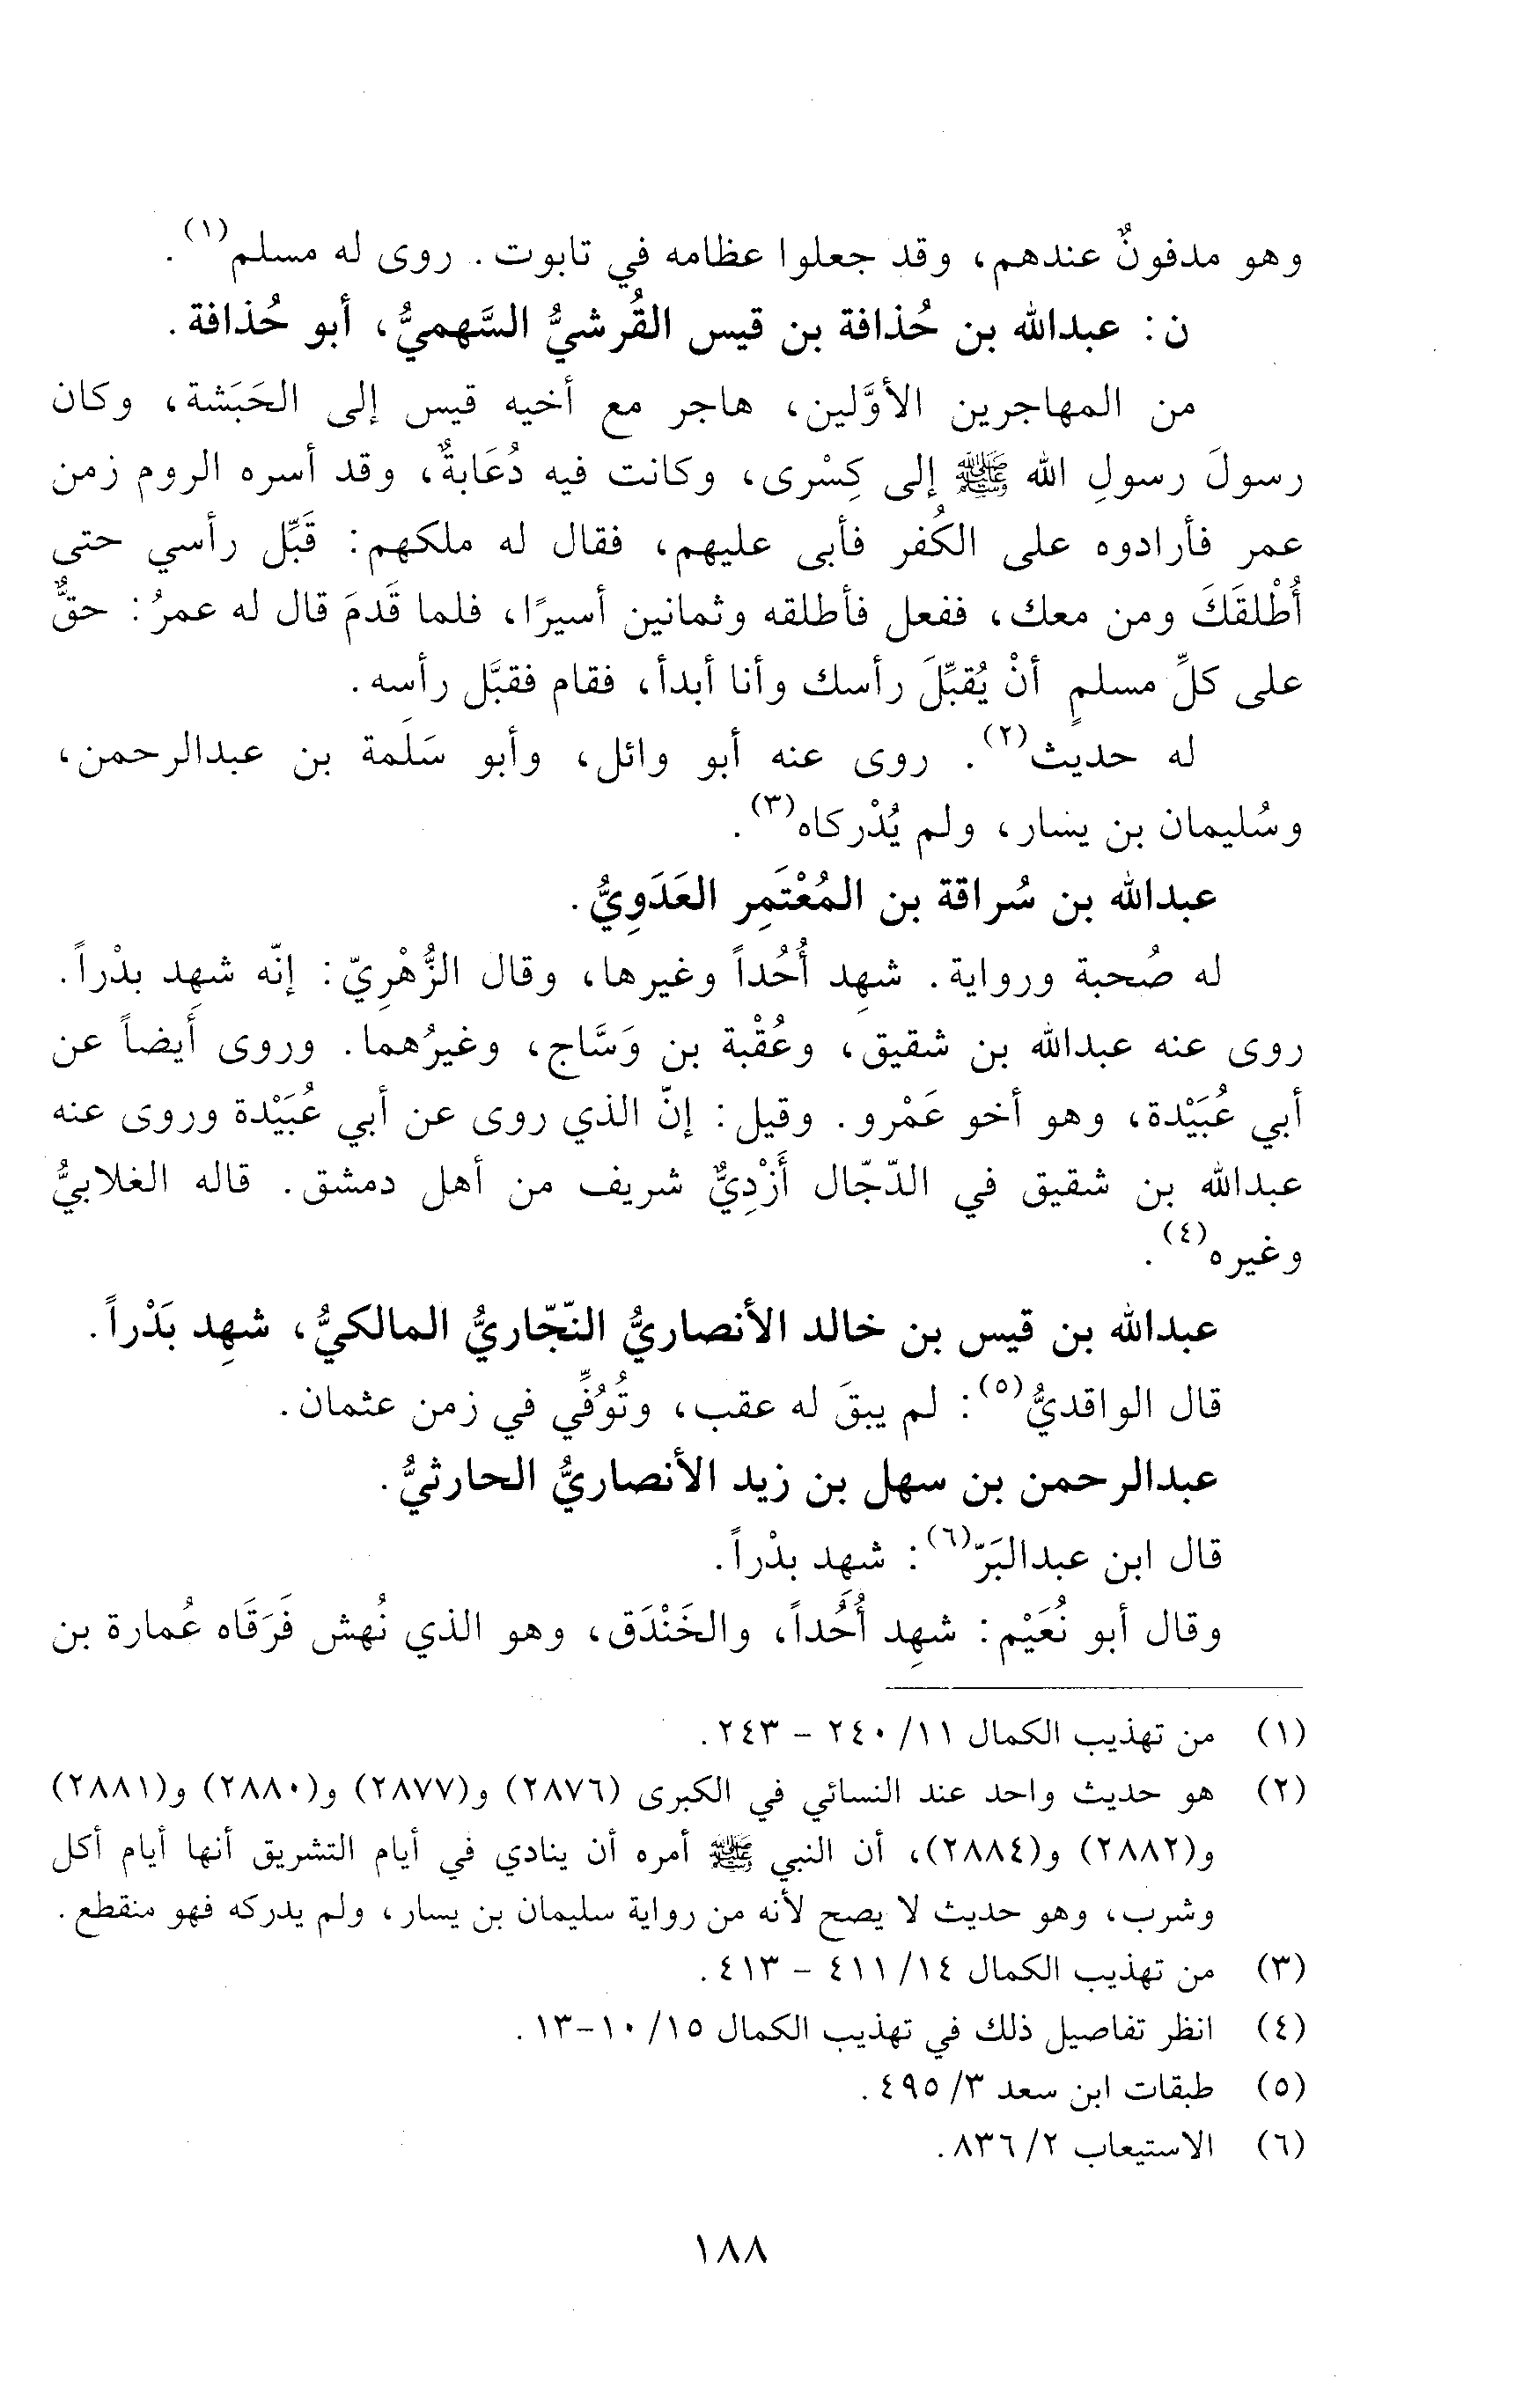 وهو مدفونٌ عندهم، وقد جعلوا عظامه في تابوت. روى له مسلم(١).
ن: عبدالله بن حُذافة بن قيس القُرشيُّ السَّهميُّ، أبو حُذافة.
من المهاجرين الأوَّلين، هاجر مع أخيه قيس إلى الحَبَشة، وكان
رسولَ رسولِ الله ﷺ إلى كِسْرى، وكانت فيه دُعَابةٌ، وقد أسره الروم زمن
عمر فأرادوه على الكُفر فأبى عليهم، فقال له ملكهم: قَبِّل رأسي حتى
أُطْلقَكَ ومن معك، ففعل فأطلقه وثمانين أسيرًا، فلما قَدمَ قال له عمرُ: حقٌّ
على كلِّ مسلمٍ أنْ يُقبِّلَ رأسك وأنا أبدأ، فقام فقبَّل رأسه.
له حديث(٢). روى عنه أبو وائل، وأبو سَلَمة بن عبدالرحمن،
وسُليمان بن يسار، ولم يُدْركاه(٣).
عبدالله بن سُراقة بن المُعْتَمِر العَدَوِيُّ.
له صُحبة ورواية. شهِد أُحُداً وغيرها، وقال الزُّهْرِيّ: إنّه شهِد بدْراً.
روى عنه عبدالله بن شقيق، وعُقْبة بن وَسَّاج، وغيرُهما. وروى أَيضاً عن
أبي عُبَيْدة، وهو أخو عَمْرو. وقيل: إنّ الذي روى عن أبي عُبَيْدة وروى عنه
عبدالله بن شقيق في الدّجّال أَزْدِيٌّ شريف من أهل دمشق. قاله الغلابيُّ
وغيره(٤).
عبدالله بن قيس بن خالد الأنصاريُّ النّجّاريُّ المالكيُّ، شهِد بَدْراً.
قال الواقديُّ(٥): لم يبقَ له عقب، وتُوُفِّي في زمن عثمان.
عبدالرحمن بن سهل بن زيد الأنصاريُّ الحارثيُّ.
قال ابن عبدالبَرّ(٦): شهد بدْراً.
وقال أبو نُعَيْم: شهِد أُحُداً، والخَنْدَق، وهو الذي نُهش فَرَقَاه عُمارة بن
(١) من تهذيب الكمال ١١/ ٢٤٠ - ٢٤٣.
(٢) هو حديث واحد عند النسائي في الكبرى (٢٨٧٦) و(٢٨٧٧) و(٢٨٨٠) و(٢٨٨١)
و(٢٨٨٢) و(٢٨٨٤)، أن النبي ﷺ أمره أن ينادي في أيام التشريق أنها أيام أكل
وشرب، وهو حديث لا يصح لأنه من رواية سليمان بن يسار، ولم يدركه فهو منقطع.
(٣) من تهذيب الكمال ١٤/ ٤١١ - ٤١٣.
(٤) انظر تفاصيل ذلك في تهذيب الكمال ١٥/ ١٠-١٣.
(٥) طبقات ابن سعد ٣/ ٤٩٥.
(٦) الاستيعاب ٢/ ٨٣٦.
١٨٨